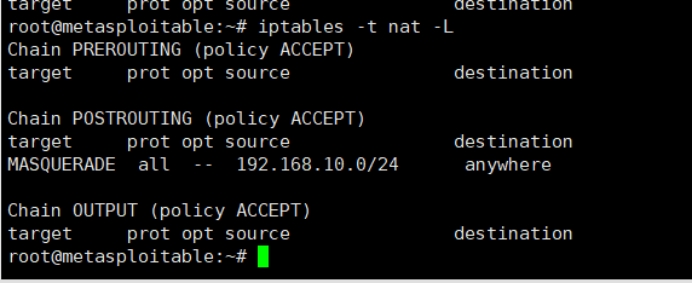 target     prot opt source               destination
root@metasploitable:~# iptables -t nat -L
Chain PREROUTING (policy ACCEPT)
target     prot opt source               destination

Chain POSTROUTING (policy ACCEPT)
target     prot opt source               destination
MASQUERADE  all  --  192.168.10.0/24      anywhere

Chain OUTPUT (policy ACCEPT)
target     prot opt source               destination
root@metasploitable:~#